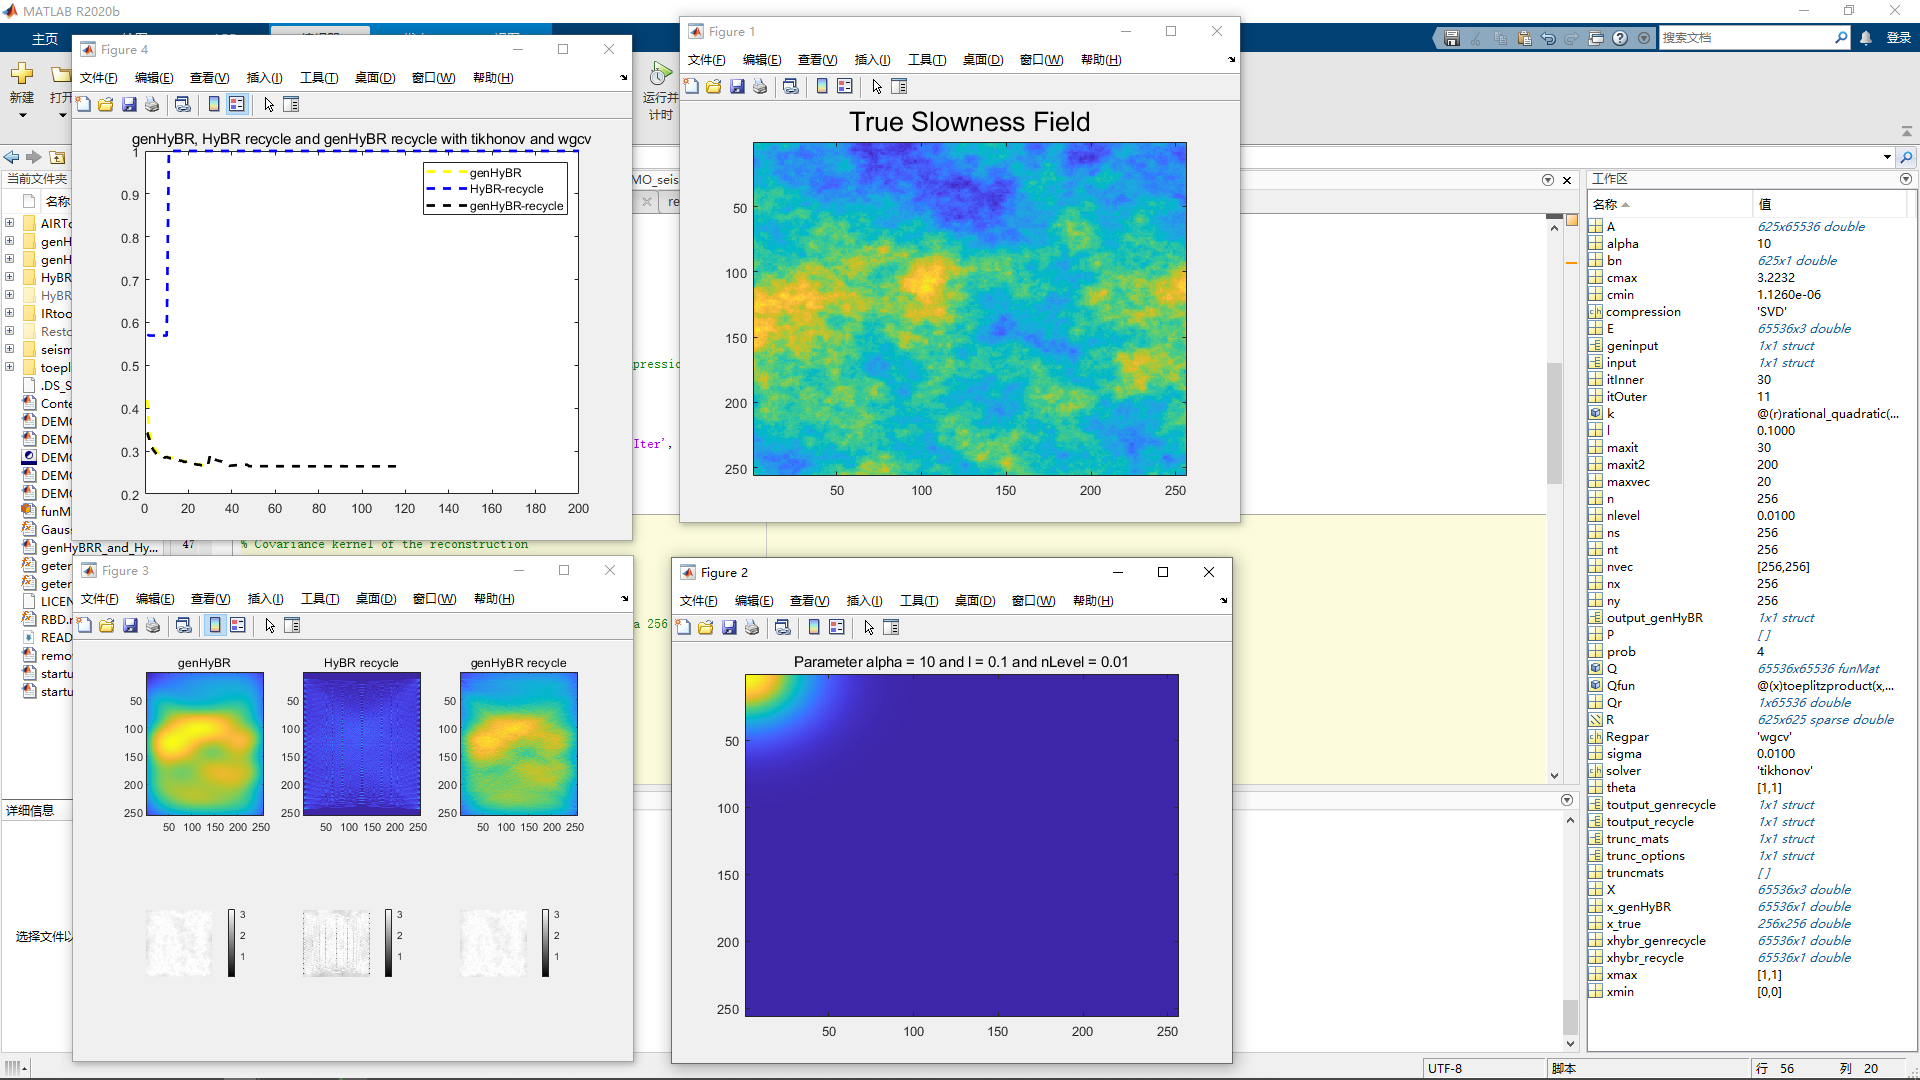 MATLAB R2020b
主页
搜索文档
登录
新建
打开
运行并
计时
当前文件夹
名称
genH
genH
HyBR
HyBR
IRtoo
Resto
seism
toepli
.DS_S
Conte
DEMO
DEMO
DEMO
DEMO
DEMO
funM
Gauss
genHyBRR_and_Hy...
geter
geter
LICEN
RBD.r
READ
remo
startu
startu
详细信息
选择文件以
Figure 4
文件(F) 编辑(E) 查看(V) 插入(I) 工具(T) 桌面(D) 窗口(W) 帮助(H)
genHyBR, HyBR recycle and genHyBR recycle with tikhonov and wgcv
genHyBR
HyBR-recycle
genHyBR-recycle
1
0.9
0.8
0.7
0.6
0.5
0.4
0.3
0.2
0 20 40 60 80 100 120 140 160 180 200
Figure 1
文件(F) 编辑(E) 查看(V) 插入(I) 工具(T) 桌面(D) 窗口(W) 帮助(H)
True Slowness Field
50
100
150
200
250
50 100 150 200 250
MO_seis
re
pressio
Iter',
47 % Covariance kernel of the reconstruction
a 256
Figure 3
文件(F) 编辑(E) 查看(V) 插入(I) 工具(T) 桌面(D) 窗口(W) 帮助(H)
genHyBR HyBR recycle genHyBR recycle
50 50 50
100 100 100
150 150 150
200 200 200
250 250 250
50 100 150 200 250 50 100 150 200 250 50 100 150 200 250
3 3 3
2 2 2
1 1 1
Figure 2
文件(F) 编辑(E) 查看(V) 插入(I) 工具(T) 桌面(D) 窗口(W) 帮助(H)
Parameter alpha = 10 and l = 0.1 and nLevel = 0.01
50
100
150
200
250
50 100 150 200 250
工作区
名称 值
A 625x65536 double
alpha 10
bn 625x1 double
cmax 3.2232
cmin 1.1260e-06
compression 'SVD'
E 65536x3 double
geninput 1x1 struct
input 1x1 struct
itInner 30
itOuter 11
k @(r)rational_quadratic(...
l 0.1000
maxit 30
maxit2 200
maxvec 20
n 256
nlevel 0.0100
ns 256
nt 256
nvec [256,256]
nx 256
ny 256
output_genHyBR 1x1 struct
P []
prob 4
Q 65536x65536 funMat
Qfun @(x)toeplitzproduct(x,...
Qr 1x65536 double
R 625x625 sparse double
Regpar 'wgcv'
sigma 0.0100
solver 'tikhonov'
theta [1,1]
toutput_genrecycle 1x1 struct
toutput_recycle 1x1 struct
trunc_mats 1x1 struct
trunc_options 1x1 struct
truncmats []
X 65536x3 double
x_genHyBR 65536x1 double
x_true 256x256 double
xhybr_genrecycle 65536x1 double
xhybr_recycle 65536x1 double
xmax [1,1]
xmin [0,0]
UTF-8 脚本 行 56 列 20